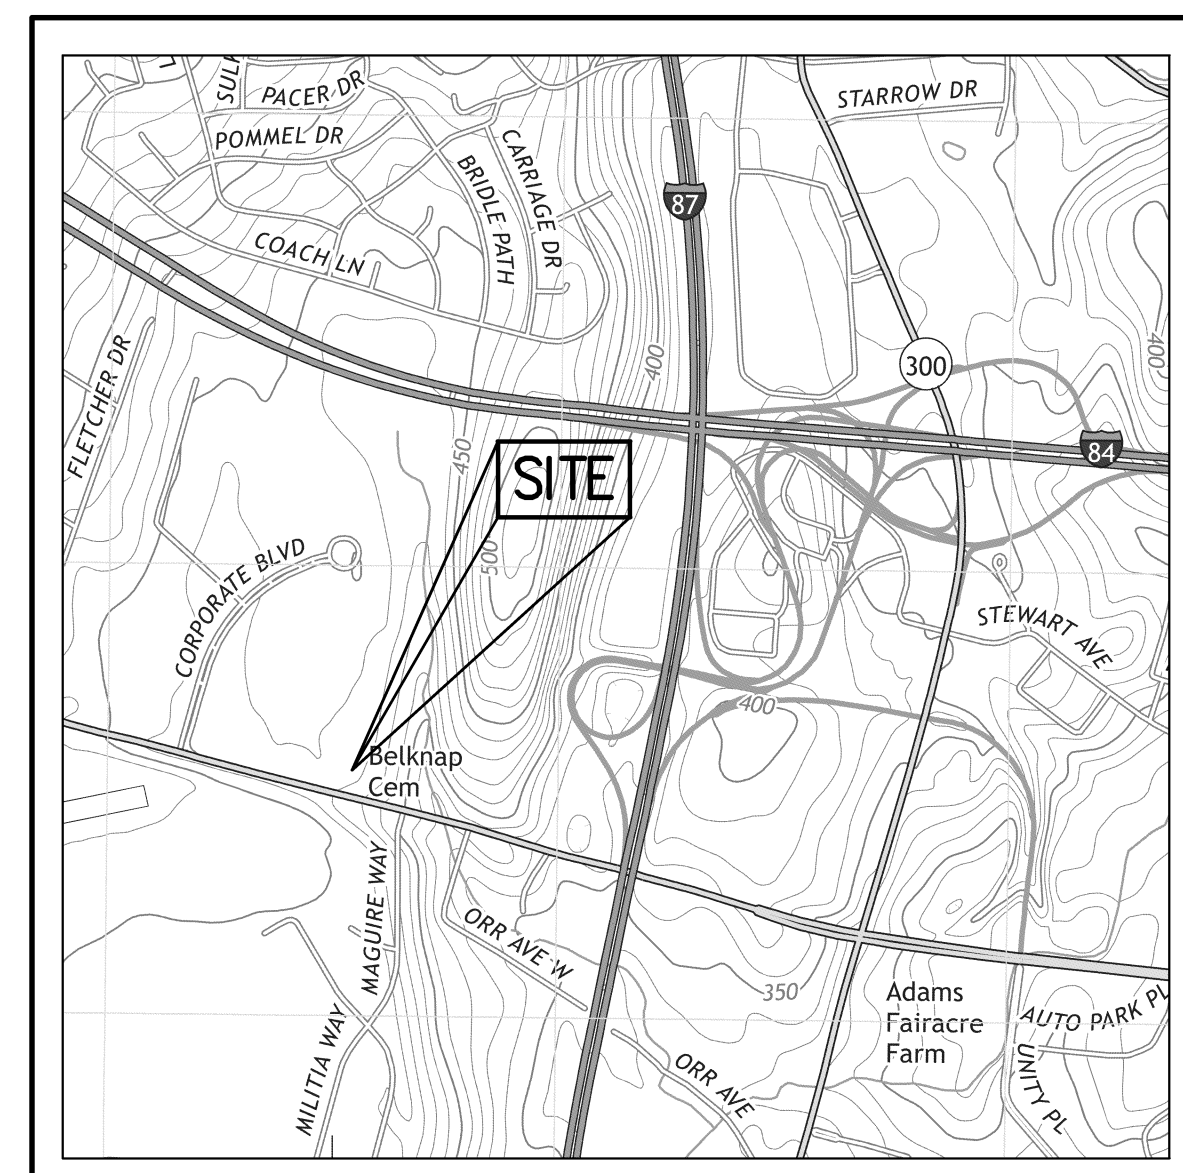 SULK
PACER DR
STARROW DR
POMMEL DR
CARRIAGE DR
BRIDLE PATH
87
COACH LN
400
400
300
FLETCHER DR
450
84
SITE
500
CORPORATE BLVD
STEWART AVE
400
Belknap
Cem
MAGUIRE WAY
ORR AVE W
350
Adams
Fairacre
Farm
AUTO PARK PL
MILITIA WAY
ORR AVE
UNITY PL